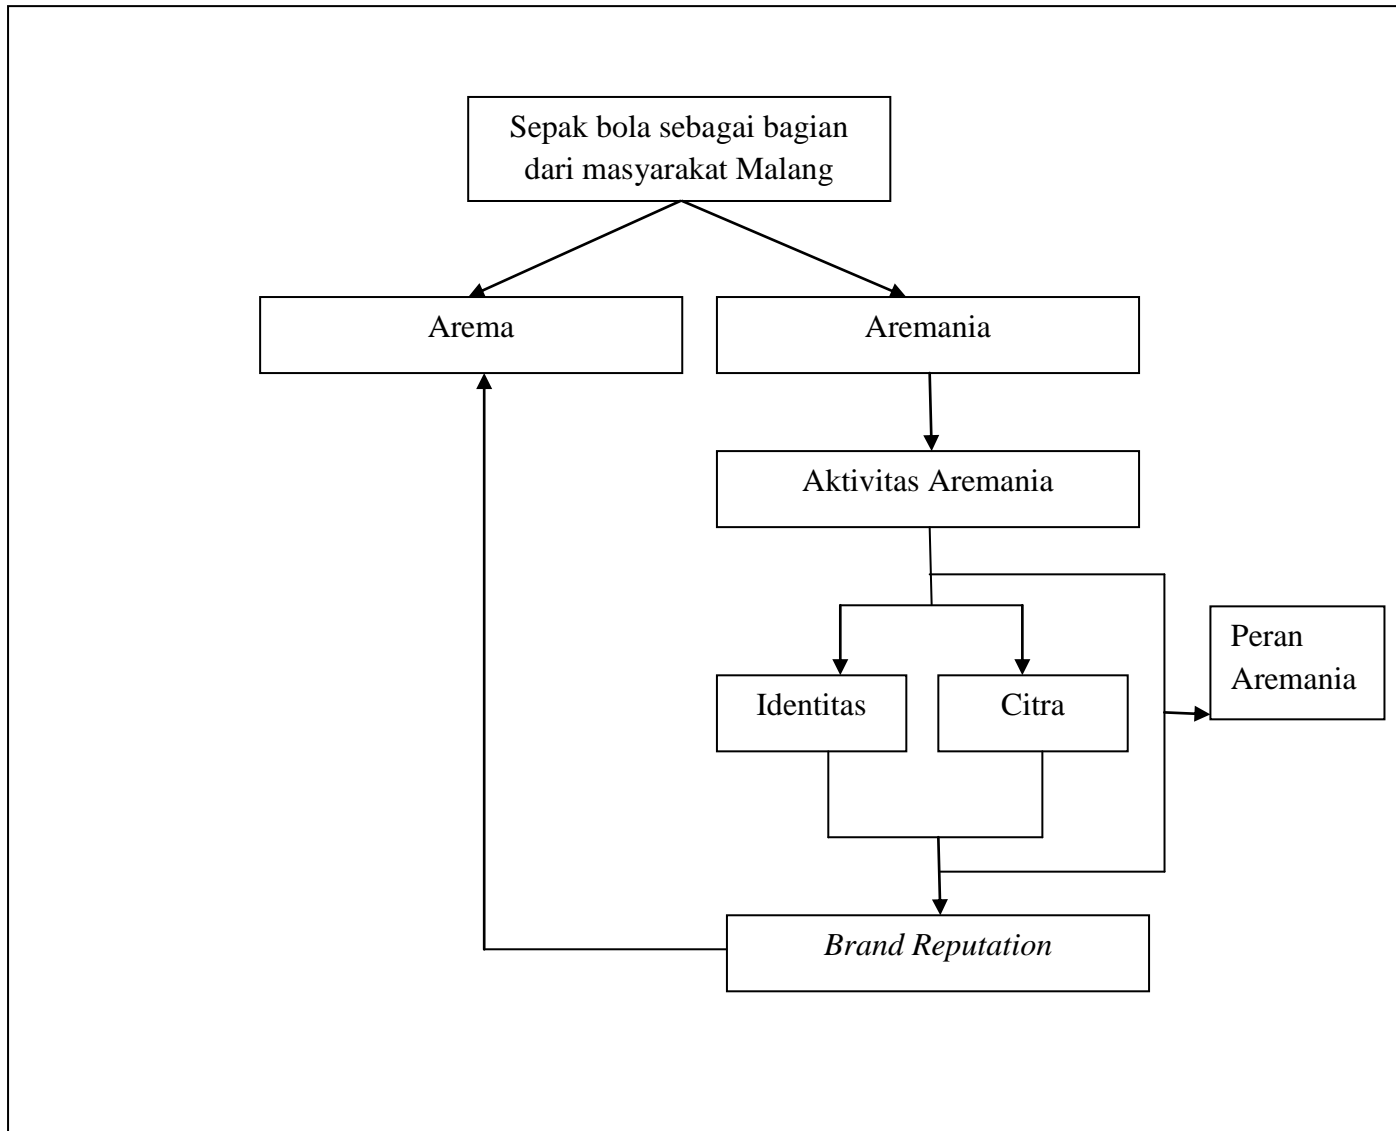 Sepak bola sebagai bagian
dari masyarakat Malang
Arema
Aremania
Aktivitas Aremania
Peran
Aremania
Identitas
Citra
Brand Reputation